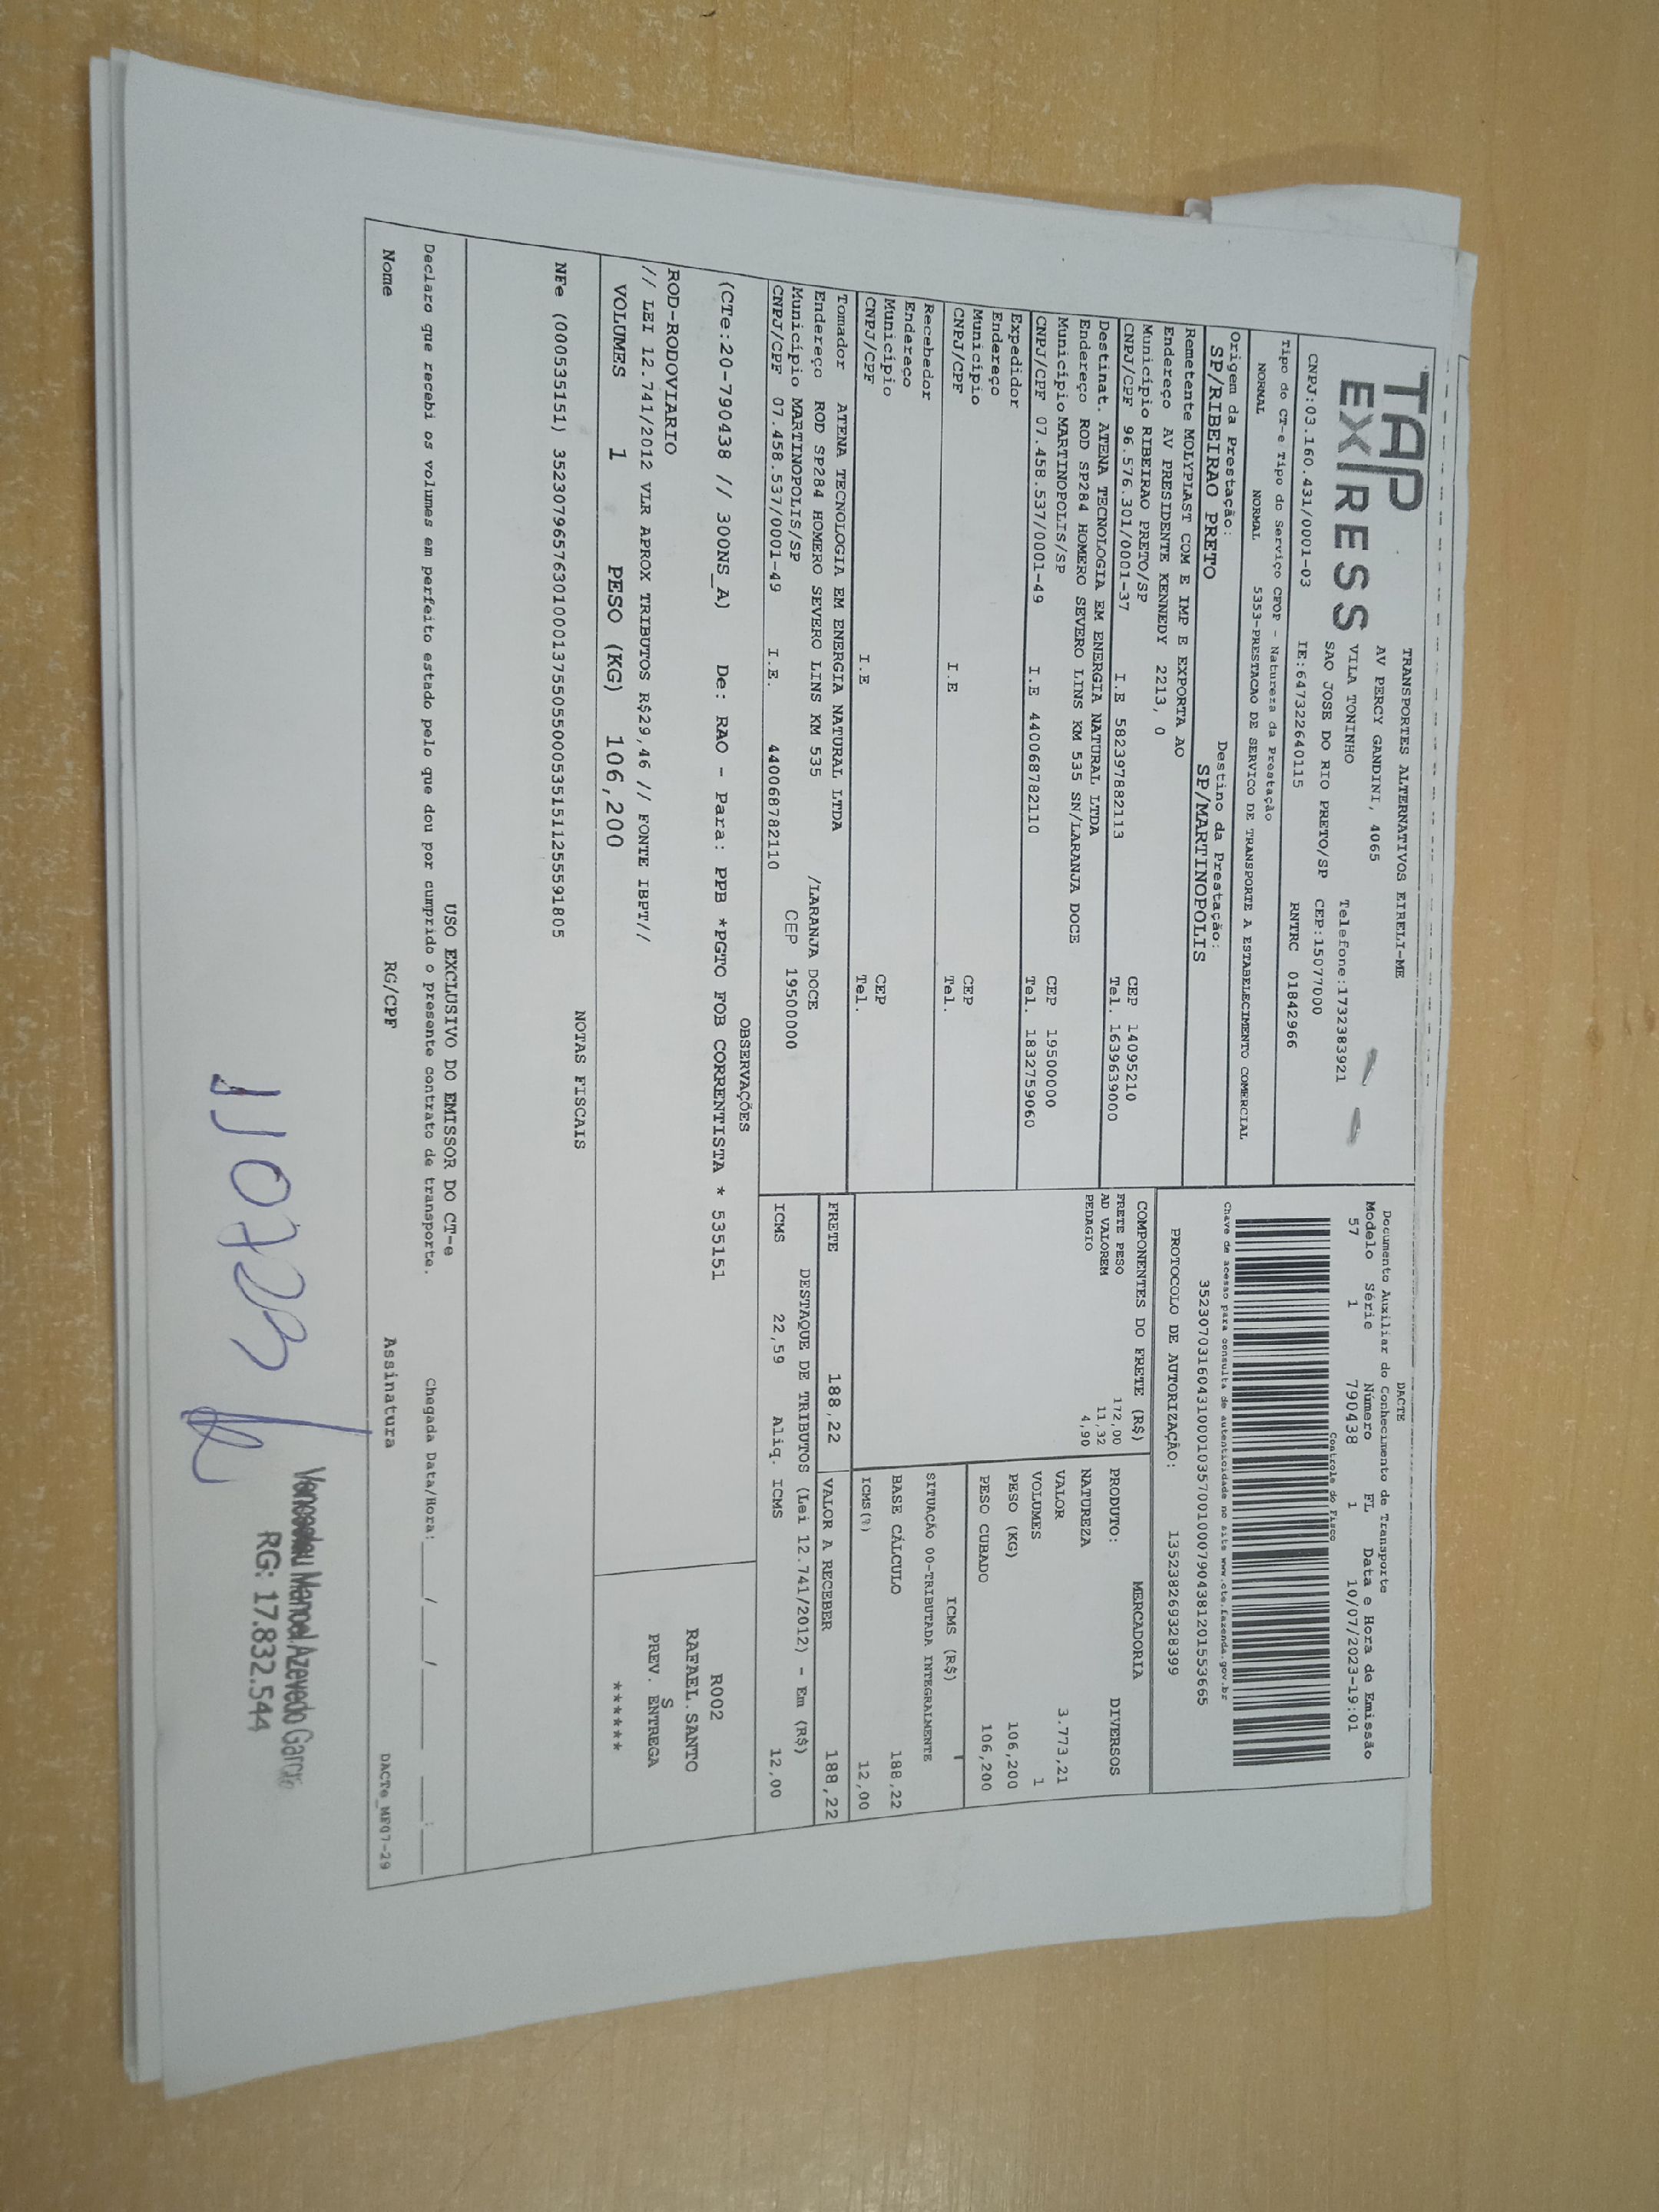 TAP
EXPRESS
TRANSPORTES ALTERNATIVOS EIRELI-ME
AV PERCY GANDINI, 4065
VILA TONINHO Telefone:1732383921
SAO JOSE DO RIO PRETO/SP CEP:15077000
CNPJ:03.160.431/0001-03 IE:647322640115 RNTRC 01842966
DACTE
Documento Auxiliar do Conhecimento de Transporte
Modelo Série Número FL Data e Hora de Emissão
57 1 790438 1 10/07/2023-19:01
Controle do Fisco
Chave de acesso para consulta de autenticidade no site www.cte.fazenda.gov.br
35230703160431000103570010007904381201553665
PROTOCOLO DE AUTORIZAÇÃO: 135238269328399
Tipo do CT-e Tipo do Serviço CFOP - Natureza da Prestação
NORMAL NORMAL 5353-PRESTACAO DE SERVICO DE TRANSPORTE A ESTABELECIMENTO COMERCIAL
Origem da Prestação: Destino da Prestação:
SP/RIBEIRAO PRETO SP/MARTINOPOLIS
Remetente MOLYPLAST COM E IMP E EXPORTA AO
Endereço AV PRESIDENTE KENNEDY 2213, 0
Município RIBEIRAO PRETO/SP CEP 14095210
CNPJ/CPF 96.576.301/0001-37 I.E 582397882113 Tel. 1639639000
Destinat. ATENA TECNOLOGIA EM ENERGIA NATURAL LTDA
Endereço ROD SP284 HOMERO SEVERO LINS KM 535 SN/LARANJA DOCE
Município MARTINOPOLIS/SP CEP 19500000
CNPJ/CPF 07.458.537/0001-49 I.E 440068782110 Tel. 1832759060
Expedidor
Endereço
Município CEP
CNPJ/CPF I.E Tel.
Recebedor
Endereço
Município CEP
CNPJ/CPF I.E Tel.
Tomador ATENA TECNOLOGIA EM ENERGIA NATURAL LTDA
Endereço ROD SP284 HOMERO SEVERO LINS KM 535 /LARANJA DOCE
Município MARTINOPOLIS/SP CEP 19500000
CNPJ/CPF 07.458.537/0001-49 I.E. 440068782110
COMPONENTES DO FRETE (R$)
FRETE PESO 172,00
AD VALOREM 11,32
PEDAGIO 4,90
MERCADORIA
PRODUTO: DIVERSOS
NATUREZA
VALOR 3.773,21
VOLUMES 1
PESO (KG) 106,200
PESO CUBADO 106,200
ICMS (R$)
SITUAÇÃO 00-TRIBUTADA INTEGRALMENTE
BASE CÁLCULO 188,22
ICMS(%) 12,00
FRETE 188,22 VALOR A RECEBER 188,22
DESTAQUE DE TRIBUTOS (Lei 12.741/2012) - Em (R$)
ICMS 22,59 Aliq. ICMS 12,00
OBSERVAÇÕES
(CTe:20-790438 // 300NS_A) De: RAO - Para: PPB *PGTO FOB CORRENTISTA * 535151
ROD-RODOVIARIO
// LEI 12.741/2012 VLR APROX TRIBUTOS R$29,46 // FONTE IBPT//
VOLUMES 1 PESO (KG) 106,200
R002
RAFAEL.SANTO
S
PREV. ENTREGA
******
NOTAS FISCAIS
NFe (000535151) 35230796576301000137550550005351511255591805
USO EXCLUSIVO DO EMISSOR DO CT-e
Declaro que recebi os volumes em perfeito estado pelo que dou por cumprido o presente contrato de transporte. Chegada Data/Hora: ____/____/____ ____:____
Nome RG/CPF Assinatura DACTe_MF07-29
Manoel Azevedo
RG: 17.832.544